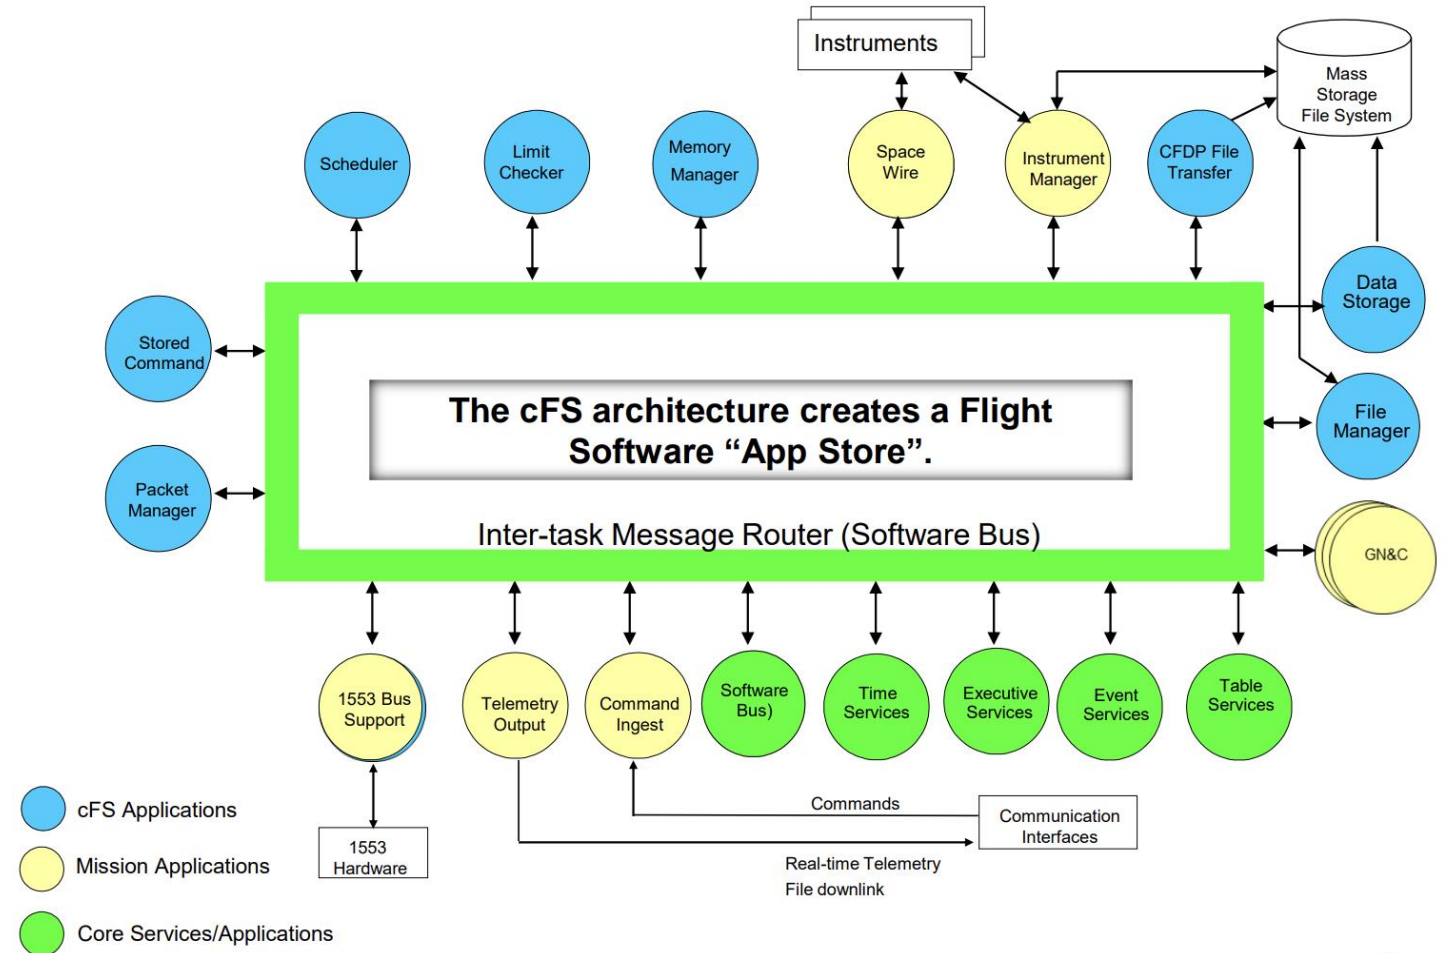 Instruments
Mass
Storage
File System
Scheduler
Limit
Checker
Memory
Manager
Space
Wire
Instrument
Manager
CFDP File
Transfer
Data
Storage
Stored
Command
The cFS architecture creates a Flight
Software “App Store”.
File
Manager
Packet
Manager
Inter-task Message Router (Software Bus)
GN&C
1553 Bus
Support
Telemetry
Output
Command
Ingest
Software
Bus)
Time
Services
Executive
Services
Event
Services
Table
Services
cFS Applications
Commands
Communication
Interfaces
1553
Hardware
Real-time Telemetry
File downlink
Mission Applications
Core Services/Applications